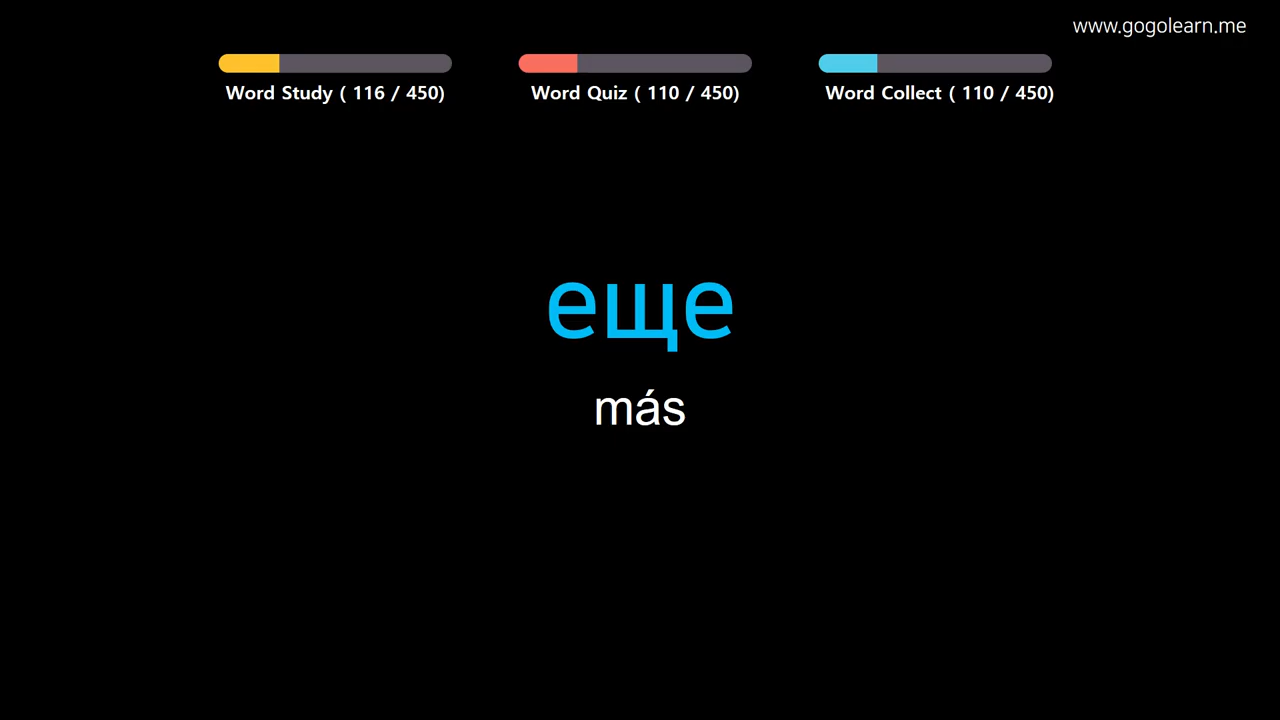 www.gogolearn.me
Word Study ( 116 / 450)
Word Quiz ( 110 / 450)
Word Collect ( 110 / 450)
еще
más